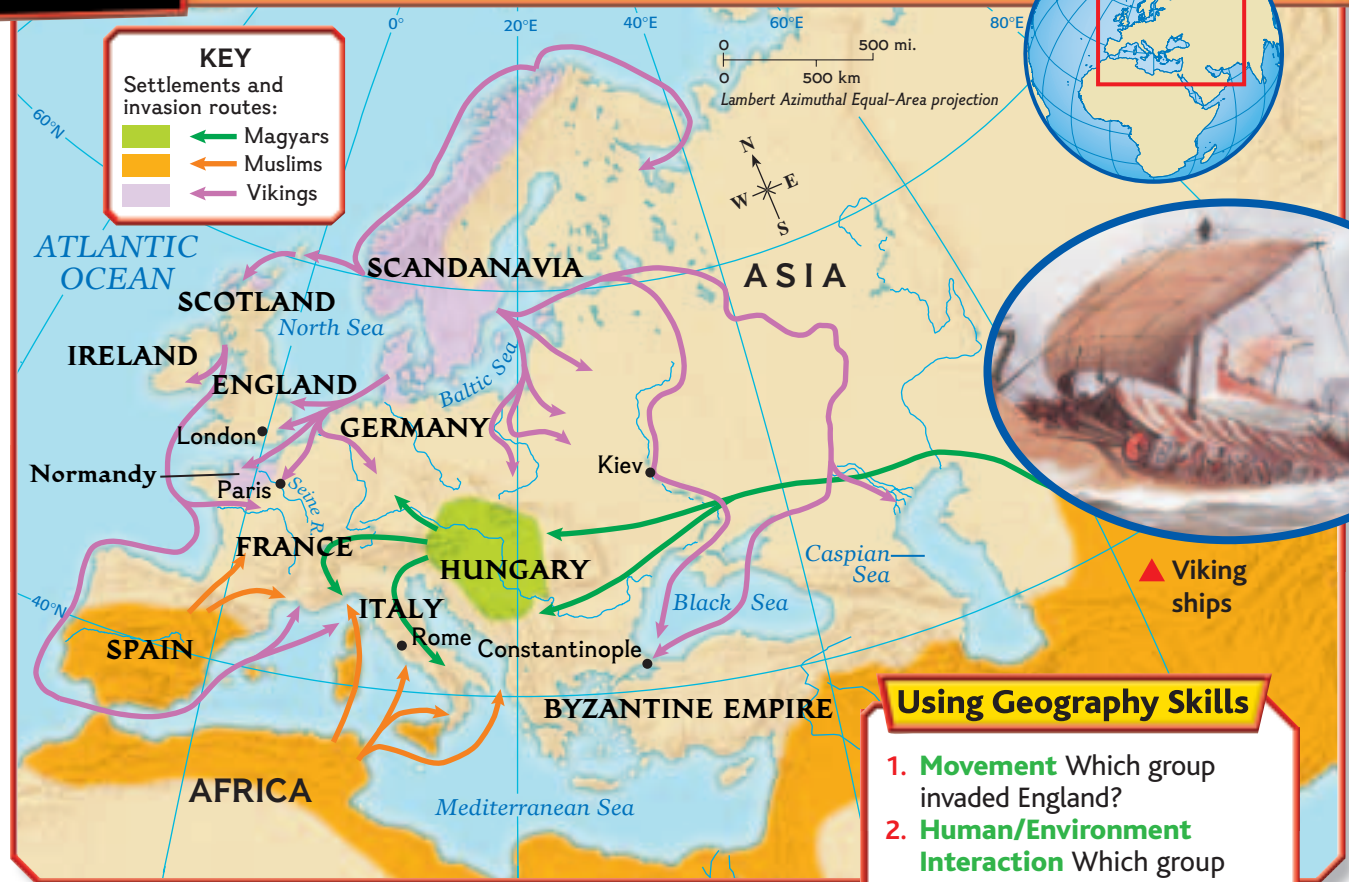 0°
20°E
40°E
60°E
80°E
KEY
Settlements and
invasion routes:
Magyars
Muslims
Vikings
0 500 mi.
0 500 km
Lambert Azimuthal Equal-Area projection
60°N
N
W E
S
ATLANTIC
OCEAN
SCANDANAVIA
ASIA
SCOTLAND
North Sea
IRELAND
ENGLAND
Baltic Sea
London
GERMANY
Normandy
Paris
Seine R.
Kiev
FRANCE
HUNGARY
Caspian
Sea
Viking
ships
40°N
ITALY
Black Sea
SPAIN
Rome
Constantinople
BYZANTINE EMPIRE
AFRICA
Mediterranean Sea
Using Geography Skills
1. Movement Which group
invaded England?
2. Human/Environment
Interaction Which group